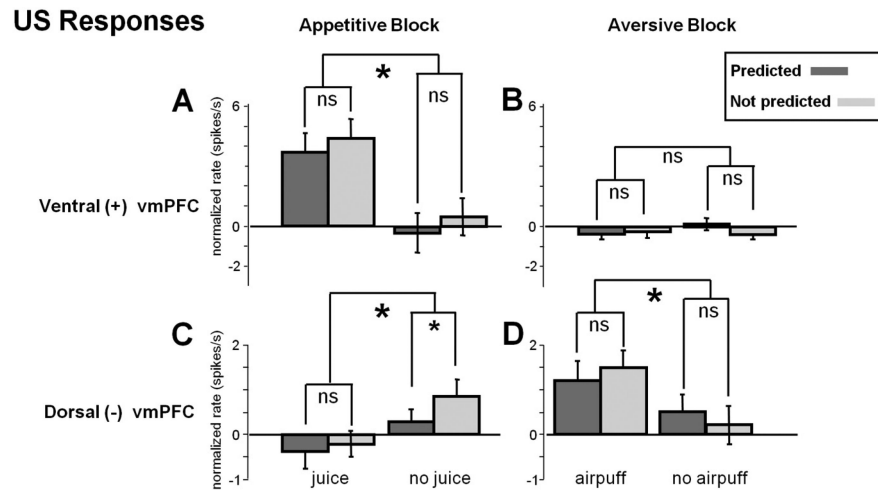 US Responses
Appetitive Block
Aversive Block
Predicted
Not predicted
A
*
ns
ns
B
ns
ns
ns
6
0
-2
normalized rate (spikes/s)
Ventral (+) vmPFC
6
0
-2
C
*
*
ns
D
*
ns
ns
2
0
-1
normalized rate (spikes/s)
Dorsal (-) vmPFC
2
0
-1
juice
no juice
airpuff
no airpuff